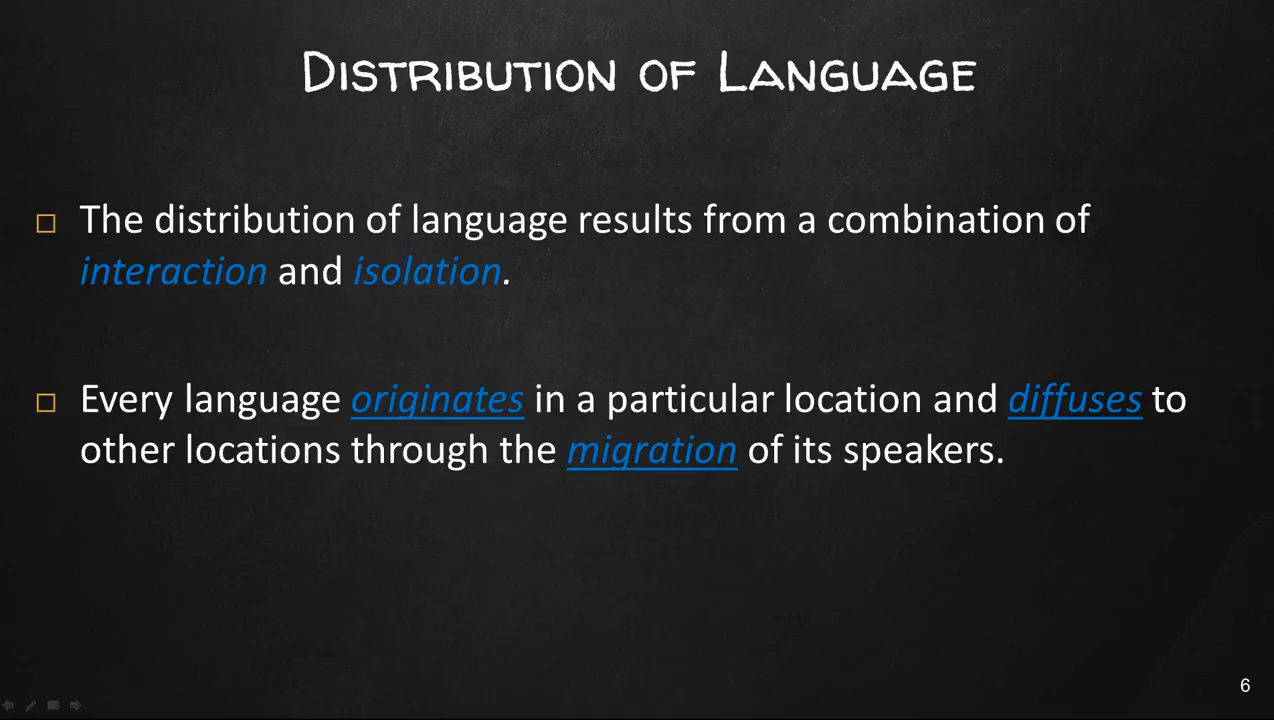 DISTRIBUTION OF LANGUAGE
The distribution of language results from a combination of
interaction and isolation.
Every language originates in a particular location and diffuses to
other locations through the migration of its speakers.
6